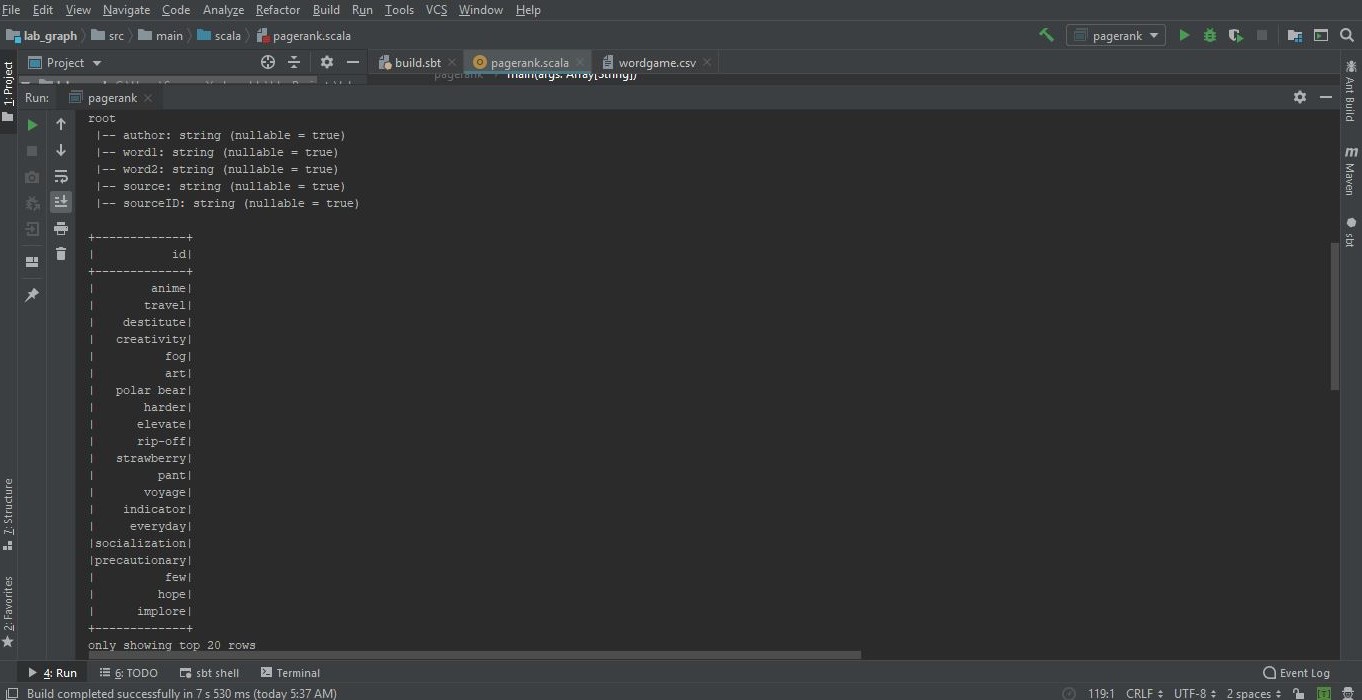 File Edit View Navigate Code Analyze Refactor Build Run Tools VCS Window Help
lab_graph src main scala pagerank.scala pagerank
1: Project Project build.sbt pagerank.scala wordgame.csv
pagerank main(args: Array[String])
Run: pagerank
root
 |-- author: string (nullable = true)
 |-- word1: string (nullable = true)
 |-- word2: string (nullable = true)
 |-- source: string (nullable = true)
 |-- sourceID: string (nullable = true)
+-------------+
|           id|
+-------------+
|        anime|
|       travel|
|    destitute|
|   creativity|
|          fog|
|          art|
|   polar bear|
|       harder|
|      elevate|
|      rip-off|
|   strawberry|
|         pant|
|       voyage|
|    indicator|
|     everyday|
|socialization|
|precautionary|
|          few|
|         hope|
|      implore|
+-------------+
only showing top 20 rows
7: Structure
2: Favorites
Ant Build
m Maven
sbt
4: Run 6: TODO sbt shell Terminal Event Log
Build completed successfully in 7 s 530 ms (today 5:37 AM) 119:1 CRLF UTF-8 2 spaces [T]